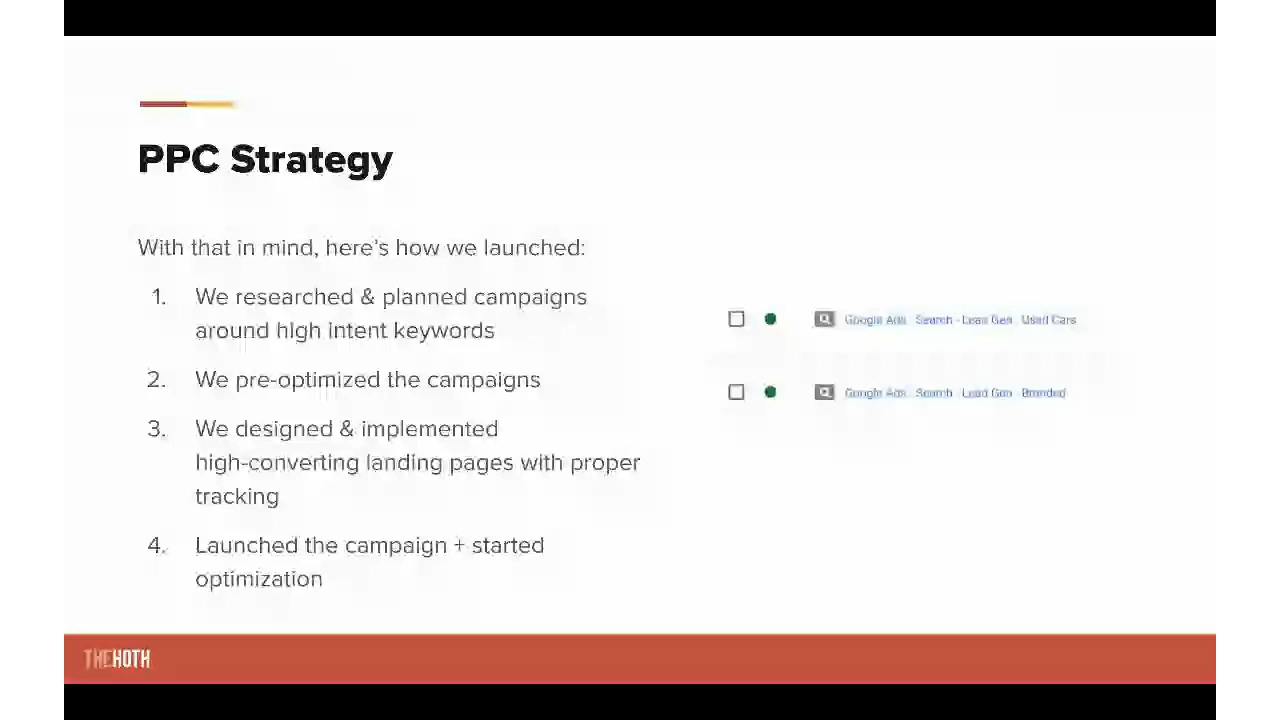 PPC Strategy
With that in mind, here's how we launched:
1. We researched & planned campaigns
around high intent keywords
2. We pre-optimized the campaigns
3. We designed & implemented
high-converting landing pages with proper
tracking
4. Launched the campaign + started
optimization
Google Ads - Search - Lead Gen - Used Cars
Google Ads - Search - Lead Gen - Branded
THEHOTH